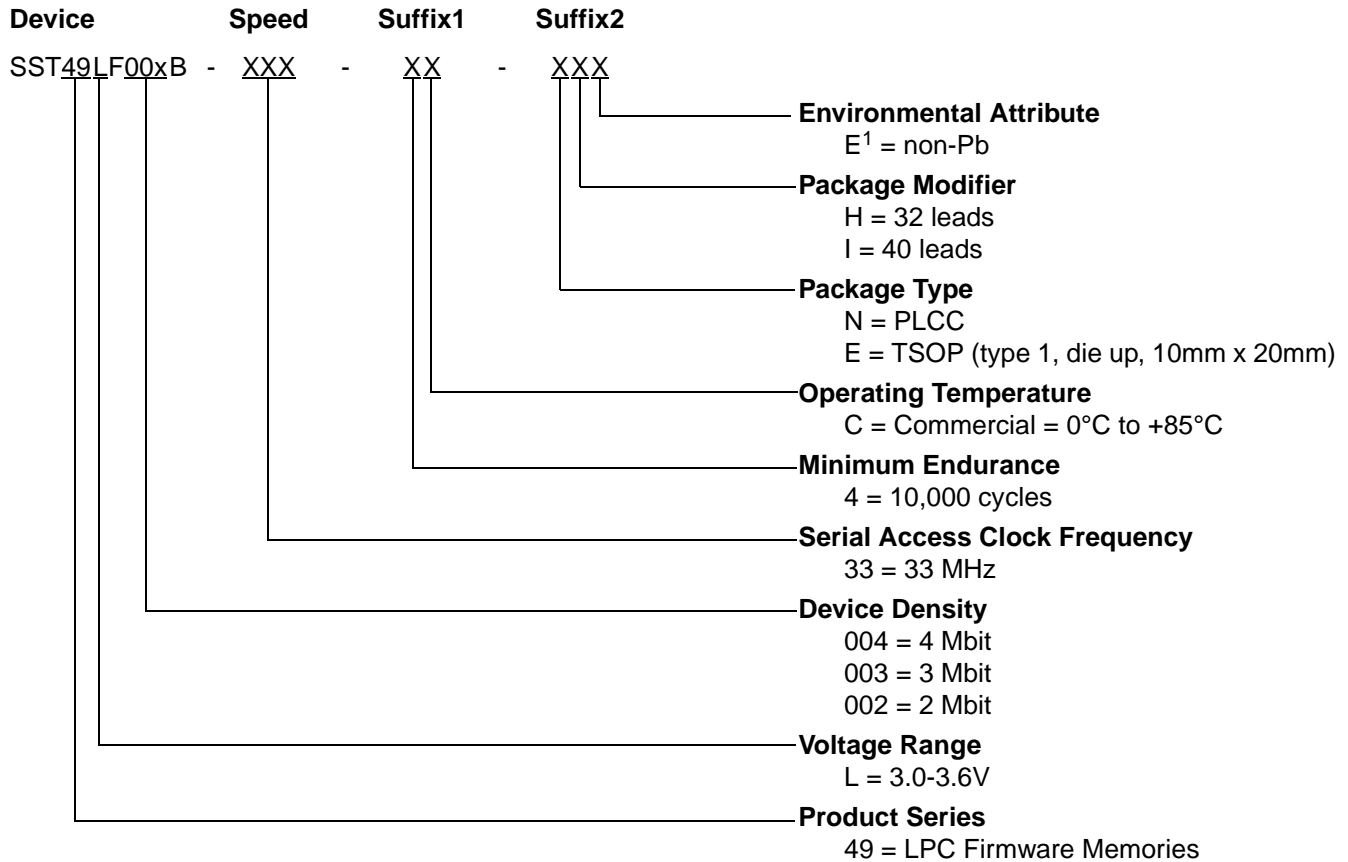 Device Speed Suffix1 Suffix2
SST49LF00xB - XXX - XX - XXX
Environmental Attribute
E1 = non-Pb
Package Modifier
H = 32 leads
I = 40 leads
Package Type
N = PLCC
E = TSOP (type 1, die up, 10mm x 20mm)
Operating Temperature
C = Commercial = 0°C to +85°C
Minimum Endurance
4 = 10,000 cycles
Serial Access Clock Frequency
33 = 33 MHz
Device Density
004 = 4 Mbit
003 = 3 Mbit
002 = 2 Mbit
Voltage Range
L = 3.0-3.6V
Product Series
49 = LPC Firmware Memories